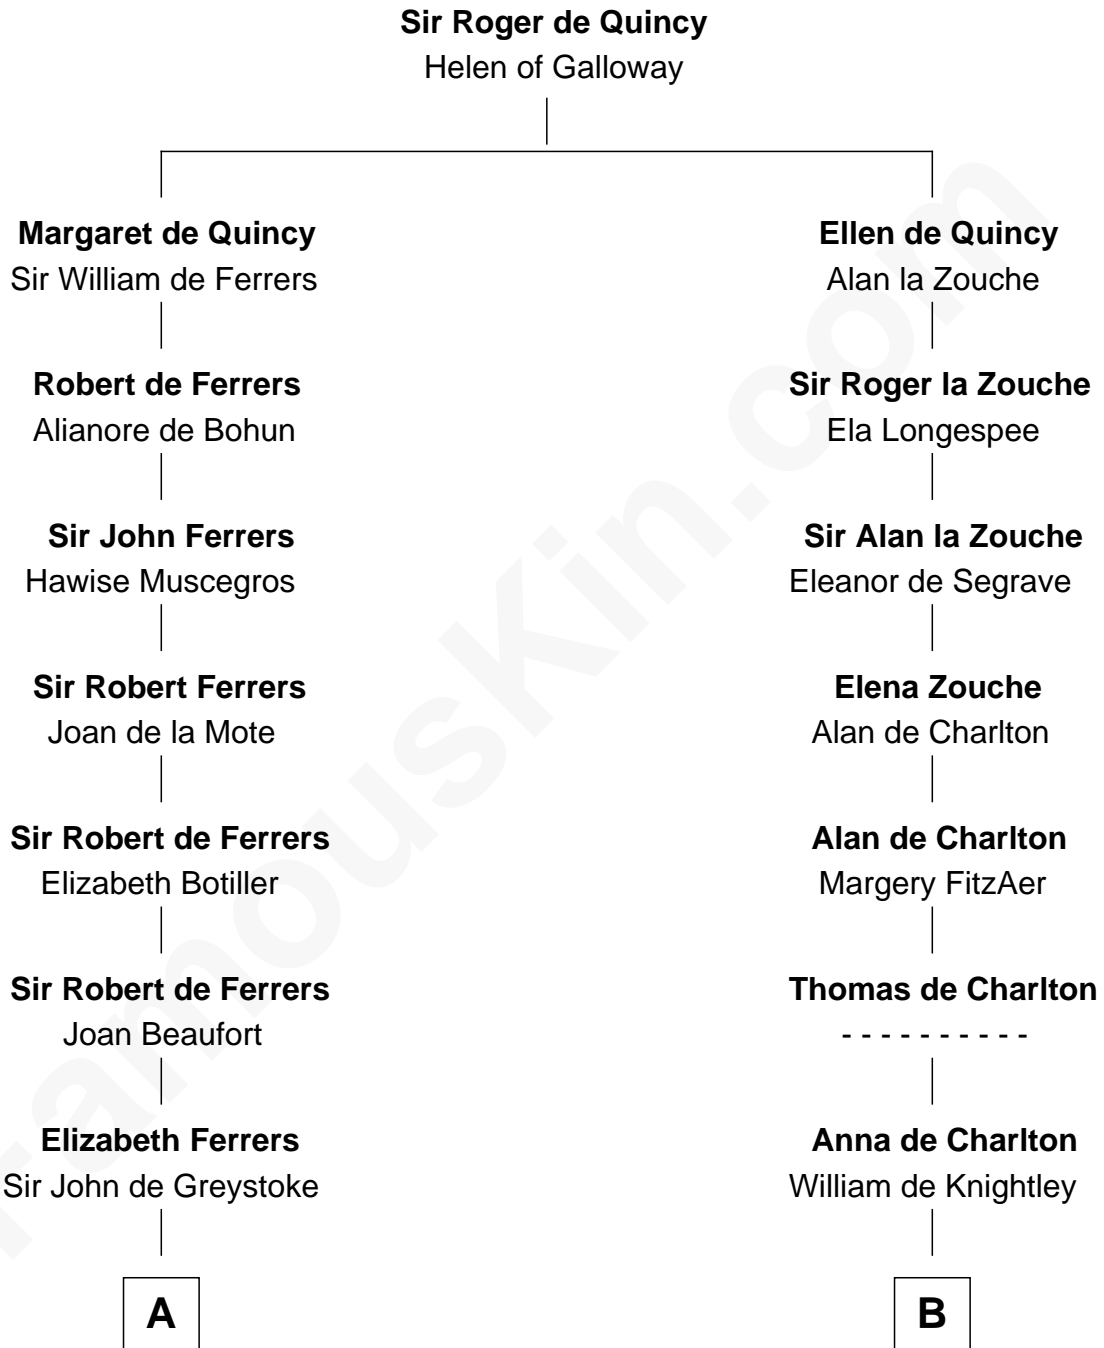 Sir Roger de Quincy
Helen of Galloway
Margaret de Quincy
Sir William de Ferrers
Ellen de Quincy
Alan la Zouche
Robert de Ferrers
Alianore de Bohun
Sir Roger la Zouche
Ela Longespee
Sir John Ferrers
Hawise Muscegros
Sir Alan la Zouche
Eleanor de Segrave
Sir Robert Ferrers
Joan de la Mote
Elena Zouche
Alan de Charlton
Sir Robert de Ferrers
Elizabeth Botiller
Alan de Charlton
Margery FitzAer
Sir Robert de Ferrers
Joan Beaufort
Thomas de Charlton
- - - - - - - - - -
Elizabeth Ferrers
Sir John de Greystoke
Anna de Charlton
William de Knightley
A
B
FamousKin.com